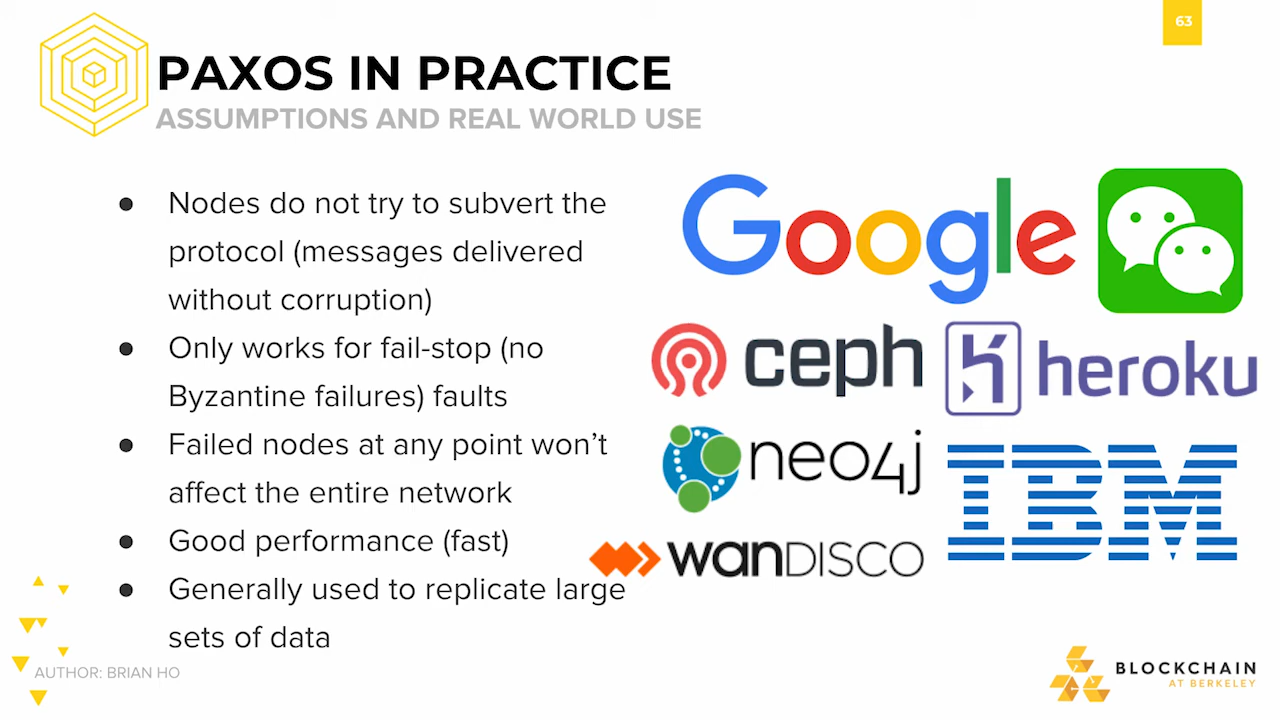 63
PAXOS IN PRACTICE
ASSUMPTIONS AND REAL WORLD USE
● Nodes do not try to subvert the
protocol (messages delivered
without corruption)
● Only works for fail-stop (no
Byzantine failures) faults
● Failed nodes at any point won’t
affect the entire network
● Good performance (fast)
● Generally used to replicate large
sets of data
Google
ceph
heroku
neo4j
IBM
wanDISCO
AUTHOR: BRIAN HO
BLOCKCHAIN
AT BERKELEY